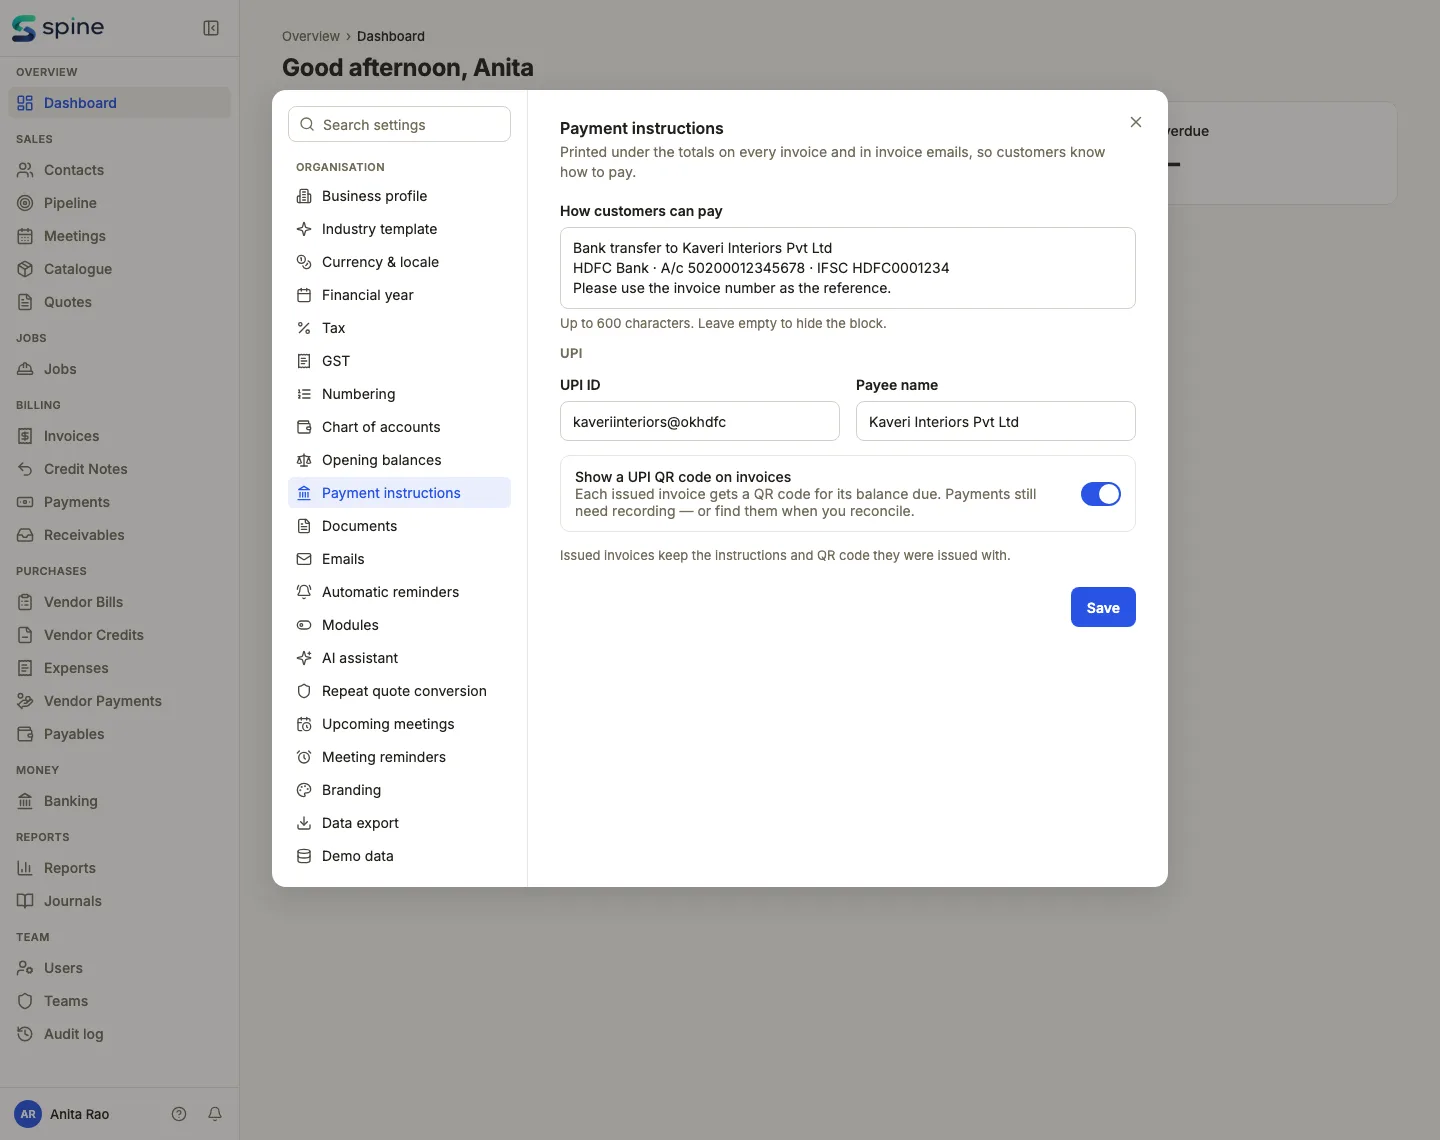 spine
OVERVIEW
Dashboard
SALES
Contacts
Pipeline
Meetings
Catalogue
Quotes
JOBS
Jobs
BILLING
Invoices
Credit Notes
Payments
Receivables
PURCHASES
Vendor Bills
Vendor Credits
Expenses
Vendor Payments
Payables
MONEY
Banking
REPORTS
Reports
Journals
TEAM
Users
Teams
Audit log
AR Anita Rao
Overview › Dashboard
Good afternoon, Anita
Search settings
ORGANISATION
Business profile
Industry template
Currency & locale
Financial year
Tax
GST
Numbering
Chart of accounts
Opening balances
Payment instructions
Documents
Emails
Automatic reminders
Modules
AI assistant
Repeat quote conversion
Upcoming meetings
Meeting reminders
Branding
Data export
Demo data
Payment instructions
Printed under the totals on every invoice and in invoice emails, so customers know
how to pay.
How customers can pay
Bank transfer to Kaveri Interiors Pvt Ltd
HDFC Bank · A/c 50200012345678 · IFSC HDFC0001234
Please use the invoice number as the reference.
Up to 600 characters. Leave empty to hide the block.
UPI
UPI ID
kaveriinteriors@okhdfc
Payee name
Kaveri Interiors Pvt Ltd
Show a UPI QR code on invoices
Each issued invoice gets a QR code for its balance due. Payments still
need recording — or find them when you reconcile.
Issued invoices keep the instructions and QR code they were issued with.
Save